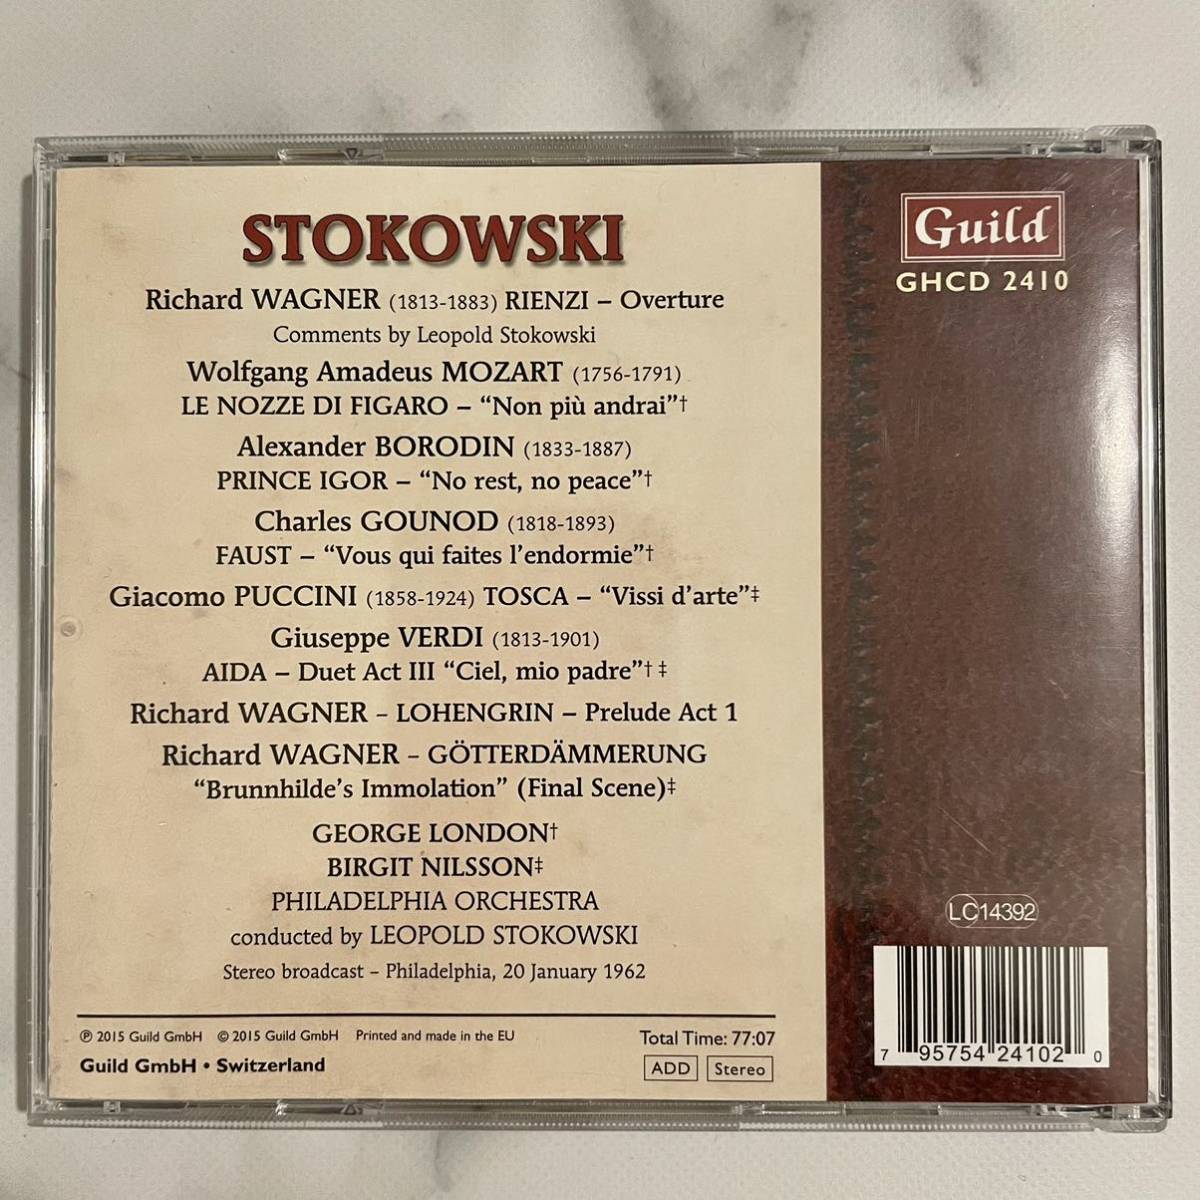 STOKOWSKI
Richard WAGNER (1813-1883) RIENZI – Overture
Comments by Leopold Stokowski
Wolfgang Amadeus MOZART (1756-1791)
LE NOZZE DI FIGARO – “Non più andrai”†
Alexander BORODIN (1833-1887)
PRINCE IGOR – “No rest, no peace”†
Charles GOUNOD (1818-1893)
FAUST – “Vous qui faites l’endormie”†
Giacomo PUCCINI (1858-1924) TOSCA – “Vissi d’arte”‡
Giuseppe VERDI (1813-1901)
AIDA – Duet Act III “Ciel, mio padre”† ‡
Richard WAGNER – LOHENGRIN – Prelude Act 1
Richard WAGNER – GÖTTERDÄMMERUNG
“Brunnhilde’s Immolation” (Final Scene)‡
GEORGE LONDON†
BIRGIT NILSSON‡
PHILADELPHIA ORCHESTRA
conducted by LEOPOLD STOKOWSKI
Stereo broadcast – Philadelphia, 20 January 1962
℗ 2015 Guild GmbH © 2015 Guild GmbH Printed and made in the EU
Guild GmbH • Switzerland
Total Time: 77:07
ADD Stereo
Guild
GHCD 2410
LC 14392
7 95754 24102 0